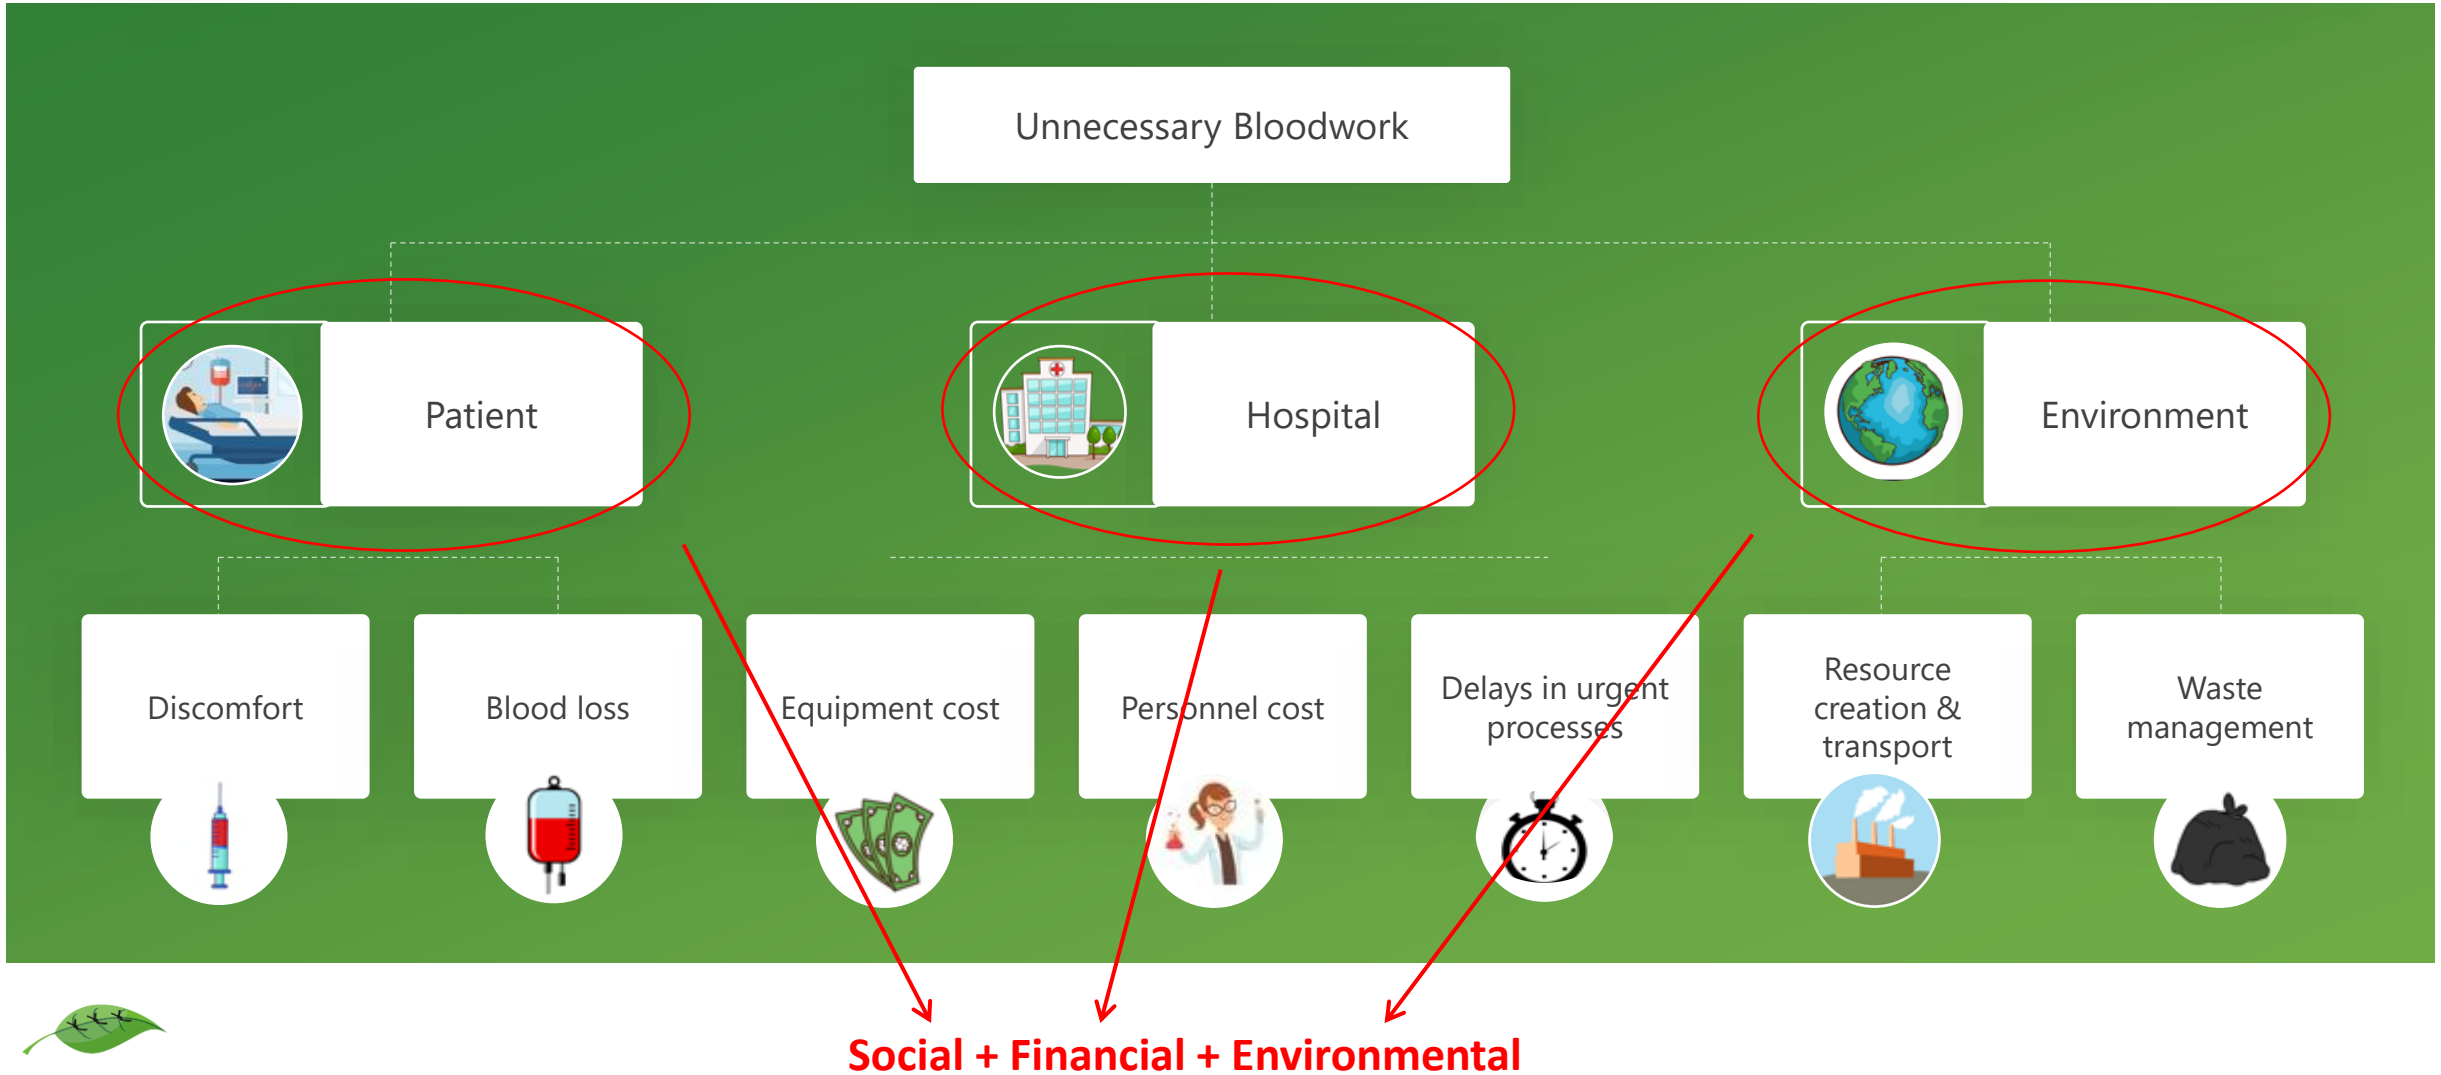 Unnecessary Bloodwork
Patient
Hospital
Environment
Discomfort
Blood loss
Equipment cost
Personnel cost
Delays in urgent
processes
Resource
creation &
transport
Waste
management
Social + Financial + Environmental